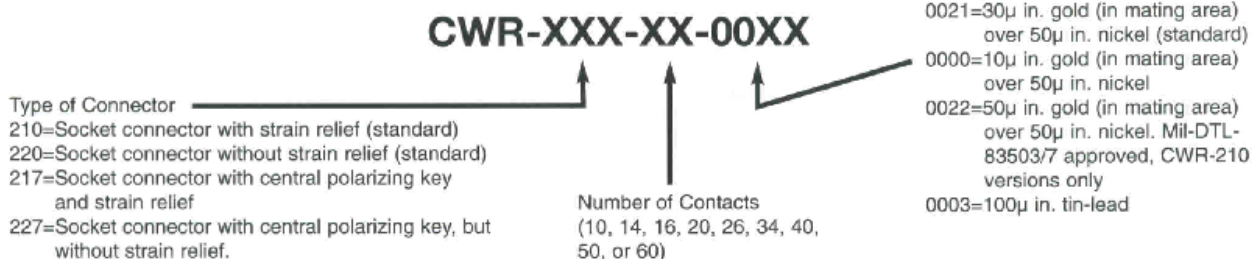 CWR-XXX-XX-00XX
Type of Connector
210=Socket connector with strain relief (standard)
220=Socket connector without strain relief (standard)
217=Socket connector with central polarizing key
and strain relief
227=Socket connector with central polarizing key, but
without strain relief.
Number of Contacts
(10, 14, 16, 20, 26, 34, 40,
50, or 60)
0021=30µ in. gold (in mating area)
over 50µ in. nickel (standard)
0000=10µ in. gold (in mating area)
over 50µ in. nickel
0022=50µ in. gold (in mating area)
over 50µ in. nickel. Mil-DTL-
83503/7 approved, CWR-210
versions only
0003=100µ in. tin-lead